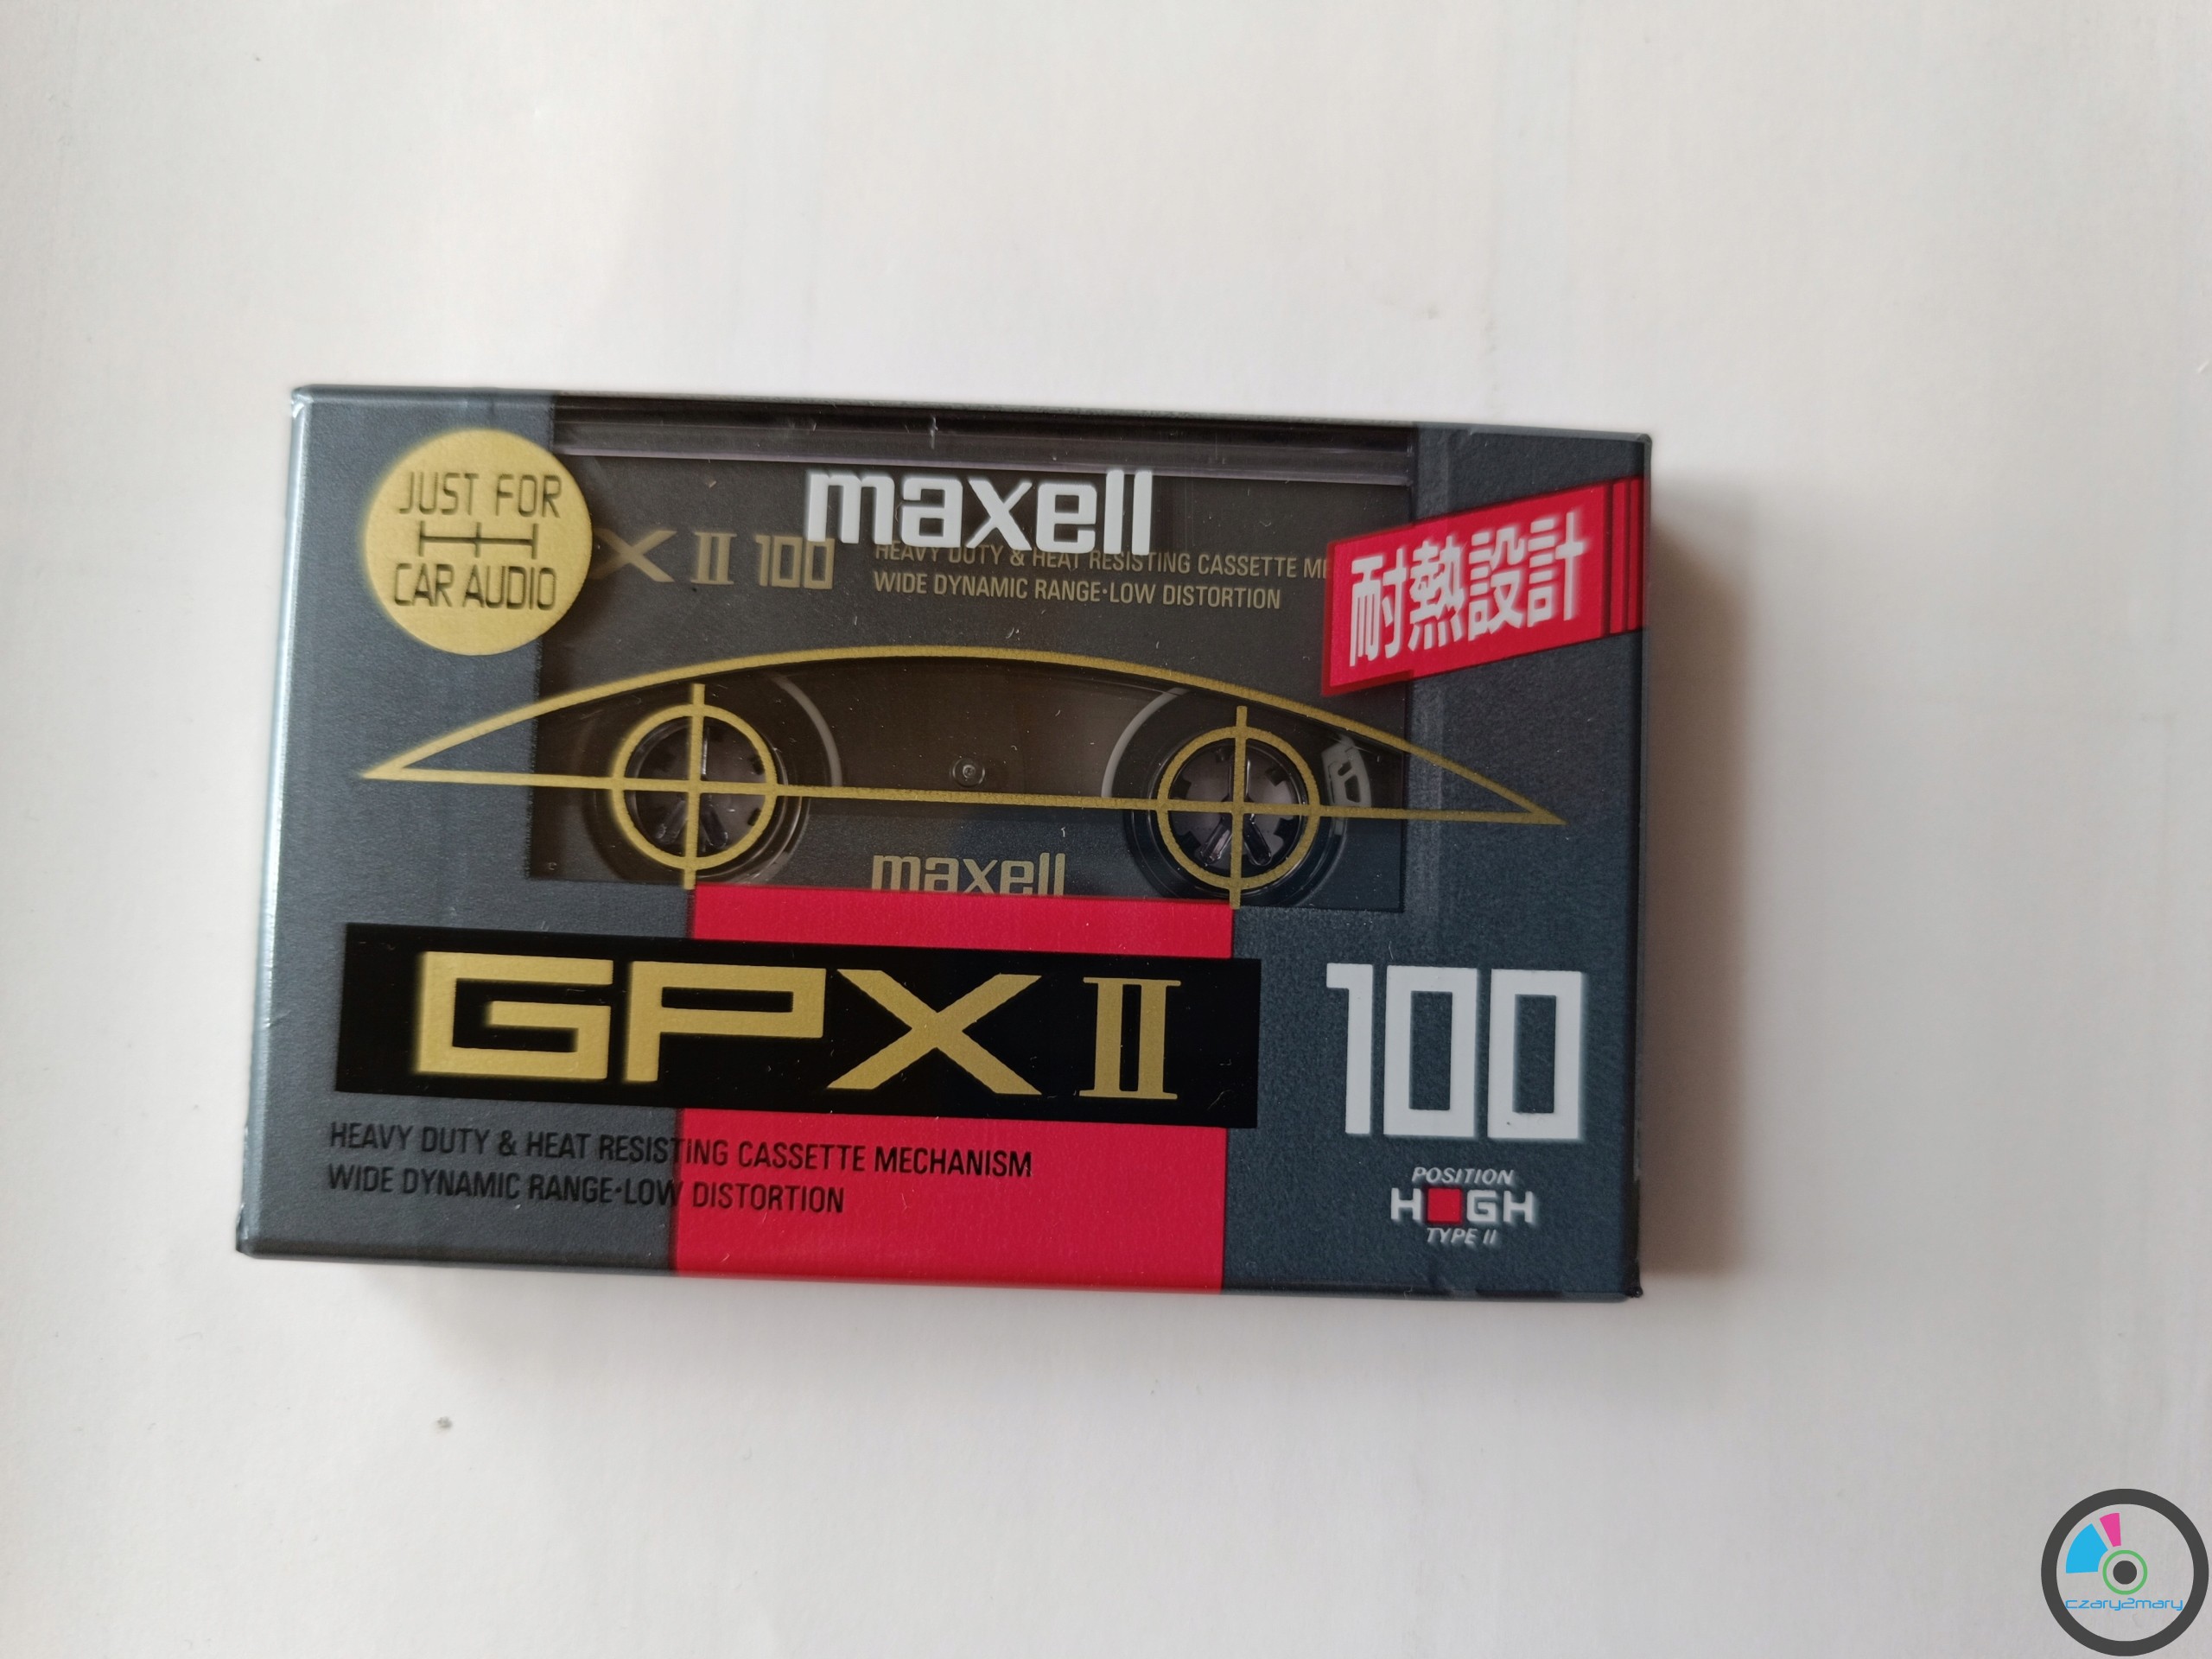 JUST FOR
CAR AUDIO
maxell
X II 100
HEAVY DUTY & HEAT RESISTING CASSETTE ME
WIDE DYNAMIC RANGE·LOW DISTORTION
耐熱設計
100
maxell
GPX II
100
HEAVY DUTY & HEAT RESISTING CASSETTE MECHANISM
WIDE DYNAMIC RANGE·LOW DISTORTION
POSITION
HIGH
TYPE II
czary2mary